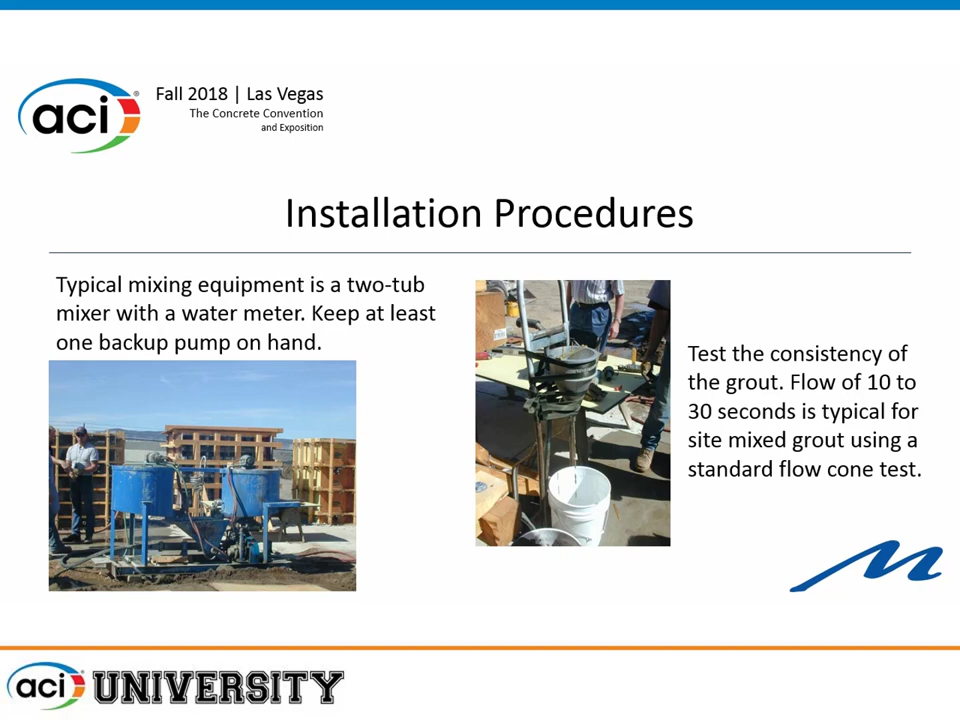 aci
®
Fall 2018 | Las Vegas
The Concrete Convention
and Exposition
Installation Procedures
Typical mixing equipment is a two-tub
mixer with a water meter. Keep at least
one backup pump on hand.
Test the consistency of
the grout. Flow of 10 to
30 seconds is typical for
site mixed grout using a
standard flow cone test.
aci UNIVERSITY